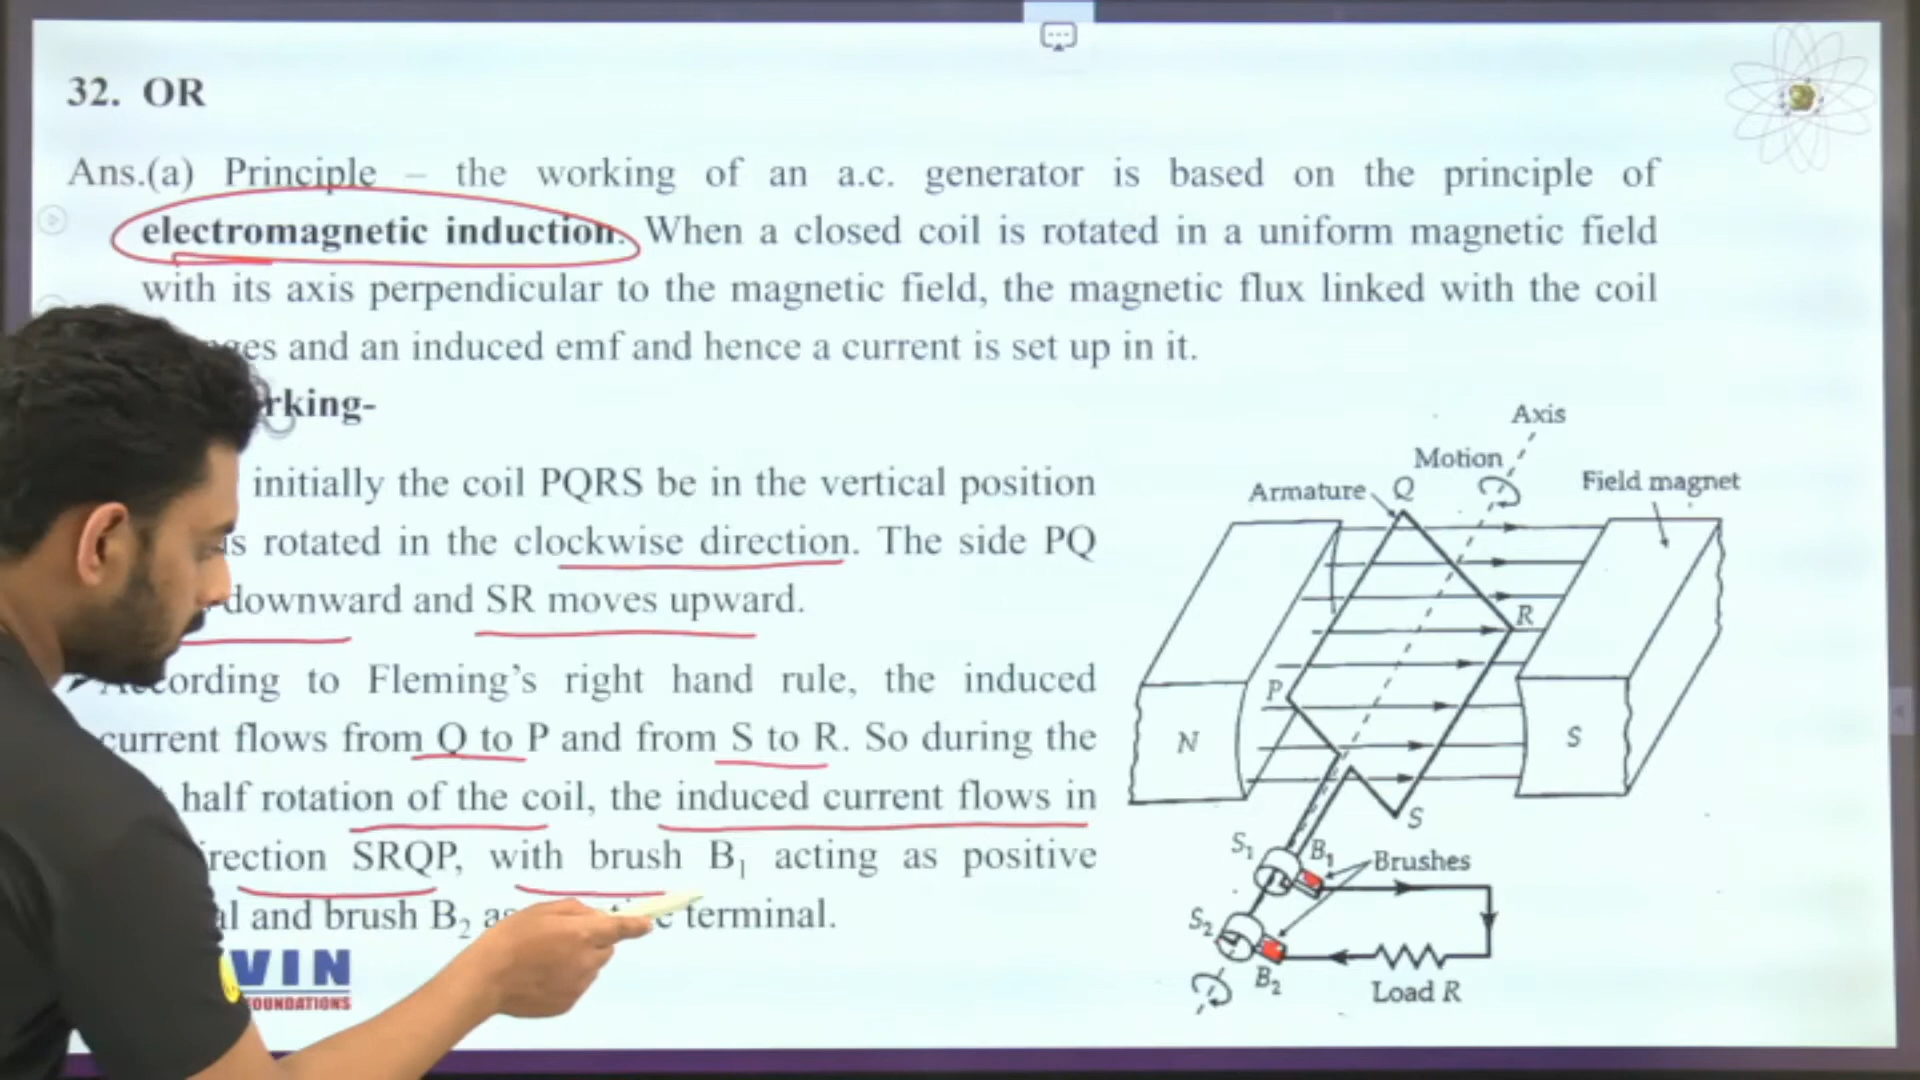 32. OR
Ans.(a) Principle – the working of an a.c. generator is based on the principle of
electromagnetic induction. When a closed coil is rotated in a uniform magnetic field
with its axis perpendicular to the magnetic field, the magnetic flux linked with the coil
and an induced emf and hence a current is set up in it.
initially the coil PQRS be in the vertical position
rotated in the clockwise direction. The side PQ
downward and SR moves upward.
to Fleming's right hand rule, the induced
current flows from Q to P and from S to R. So during the
half rotation of the coil, the induced current flows in
SRQP, with brush B₁ acting as positive
and brush B₂ terminal.
VIN
Axis
Motion
Armature
Q
Field magnet
R
P
N
S
S
S₁
B₁
Brushes
S₂
B₂
Load R